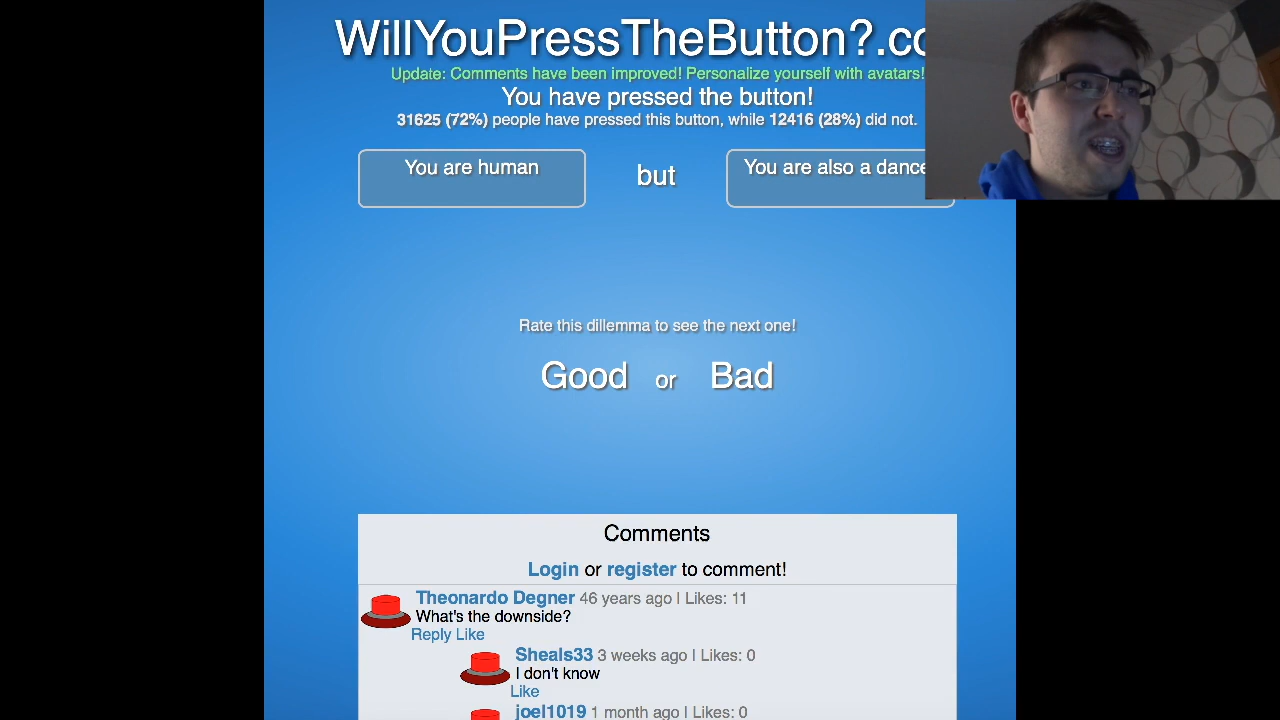 WillYouPressTheButton?.co
Update: Comments have been improved! Personalize yourself with avatars!
You have pressed the button!
31625 (72%) people have pressed this button, while 12416 (28%) did not.
You are human
but
You are also a dance
Rate this dillemma to see the next one!
Good or Bad
Comments
Login or register to comment!
Theonardo Degner 46 years ago | Likes: 11
What's the downside?
Reply Like
Sheals33 3 weeks ago | Likes: 0
I don't know
Like
joel1019 1 month ago | Likes: 0